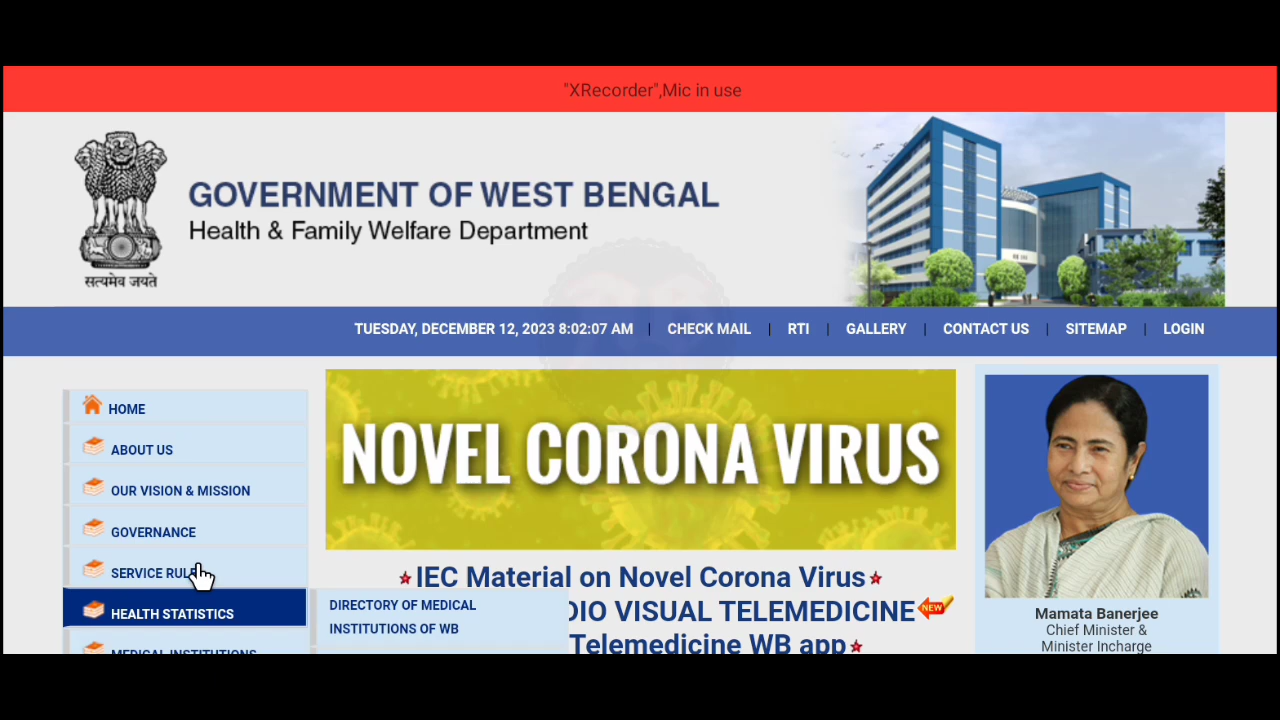 "XRecorder",Mic in use
GOVERNMENT OF WEST BENGAL
Health & Family Welfare Department
सत्यमेव जयते
TUESDAY, DECEMBER 12, 2023 8:02:07 AM | CHECK MAIL | RTI | GALLERY | CONTACT US | SITEMAP | LOGIN
HOME
ABOUT US
OUR VISION & MISSION
GOVERNANCE
SERVICE RULE
HEALTH STATISTICS
MEDICAL INSTITUTIONS
DIRECTORY OF MEDICAL
INSTITUTIONS OF WB
NOVEL CORONA VIRUS
IEC Material on Novel Corona Virus
DIO VISUAL TELEMEDICINE NEW
Telemedicine WB app
Mamata Banerjee
Chief Minister &
Minister Incharge